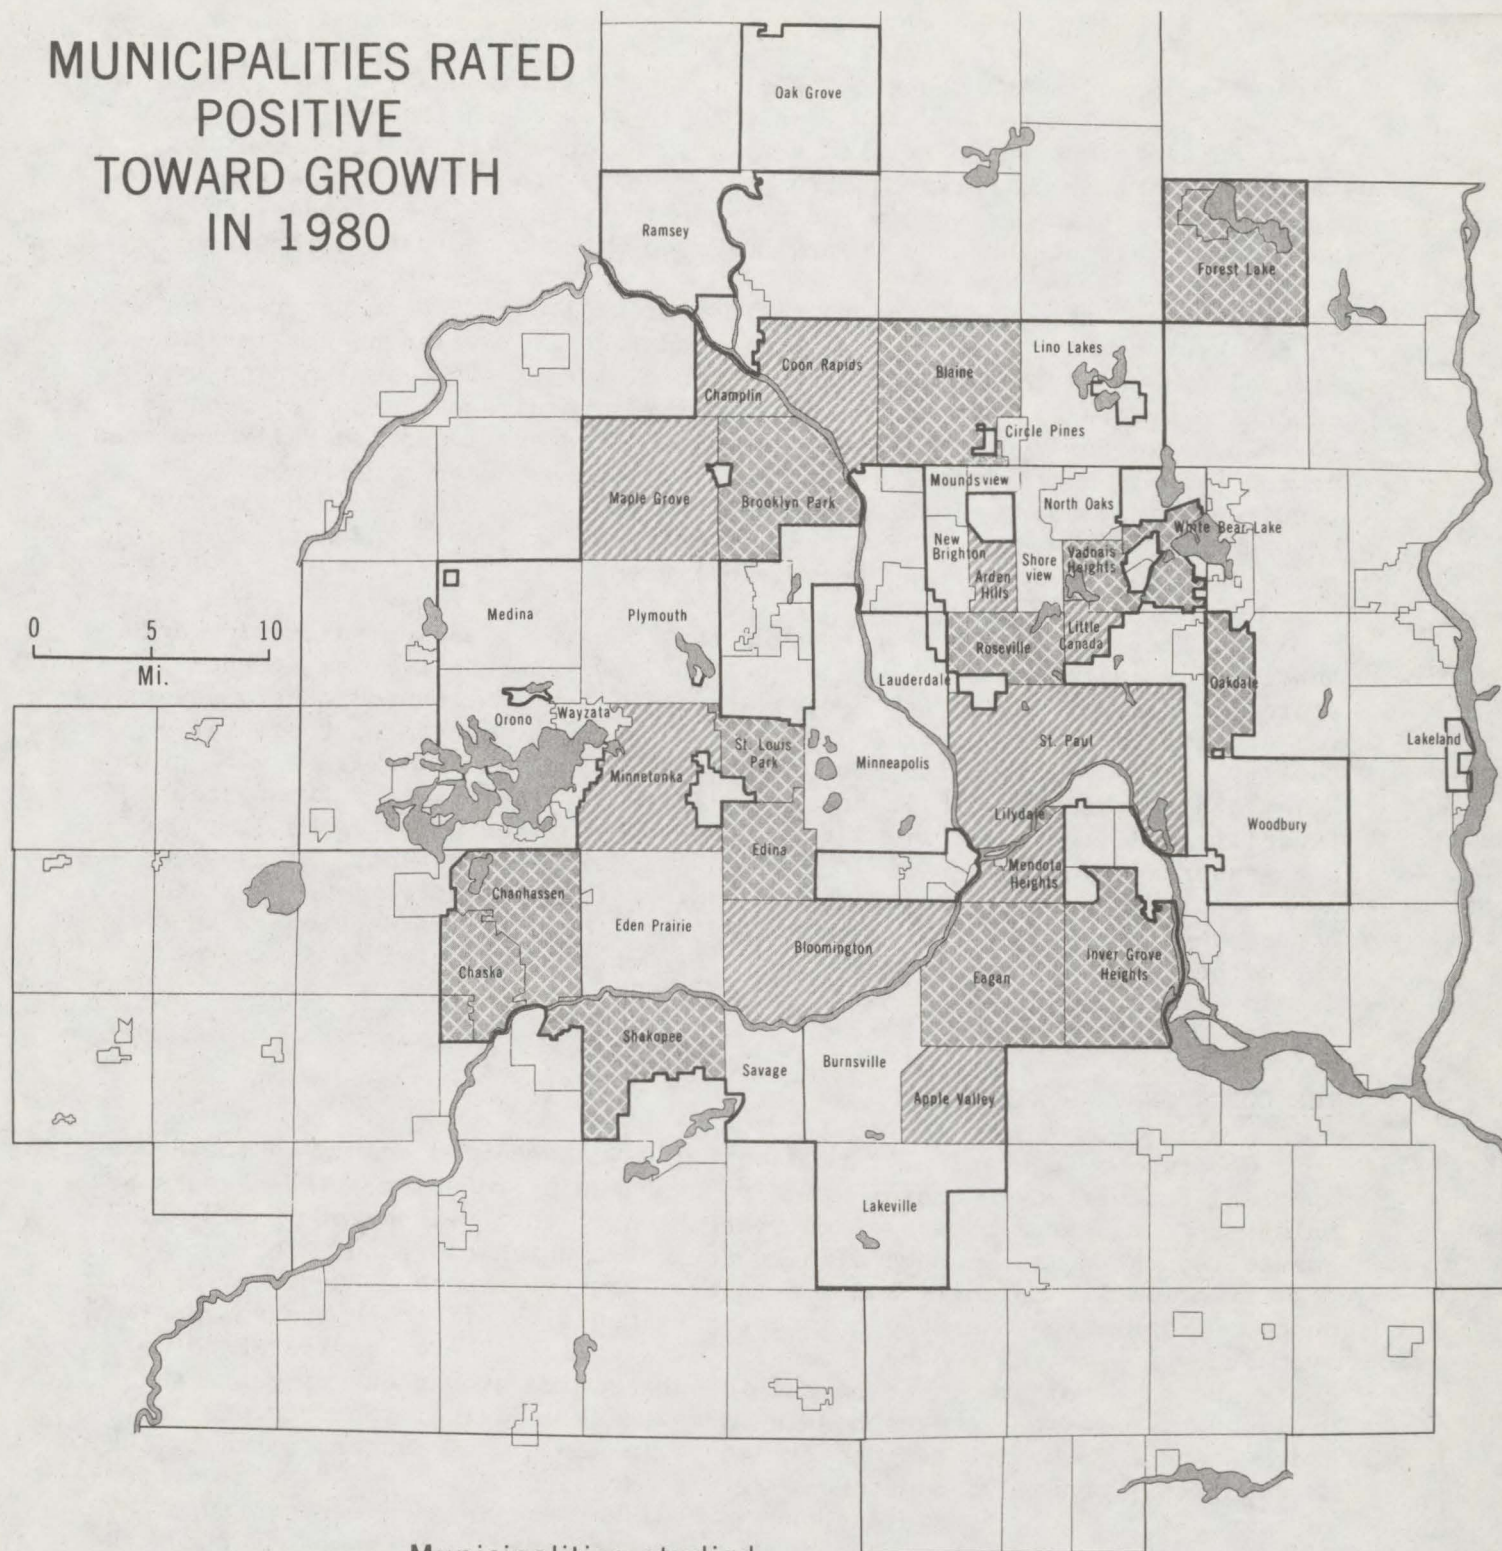 MUNICIPALITIES RATED
POSITIVE
TOWARD GROWTH
IN 1980
Oak Grove
Ramsey
Forest Lake
Coon Rapids
Blaine
Lino Lakes
Champlin
Circle Pines
Maple Grove
Brooklyn Park
Moundsview
North Oaks
White Bear Lake
New
Brighton
Shore
view
Vadnais
Heights
Arden
Hills
Medina
Plymouth
0 5 10
Mi.
Roseville
Little
Canada
Lauderdale
Oakdale
Orono
Wayzata
St. Louis
Park
St. Paul
Lakeland
Minnetonka
Minneapolis
Lilydale
Woodbury
Edina
Mendota
Heights
Chanhassen
Eden Prairie
Bloomington
Chaska
Eagan
Inver Grove
Heights
Shakopee
Savage
Burnsville
Apple Valley
Lakeville